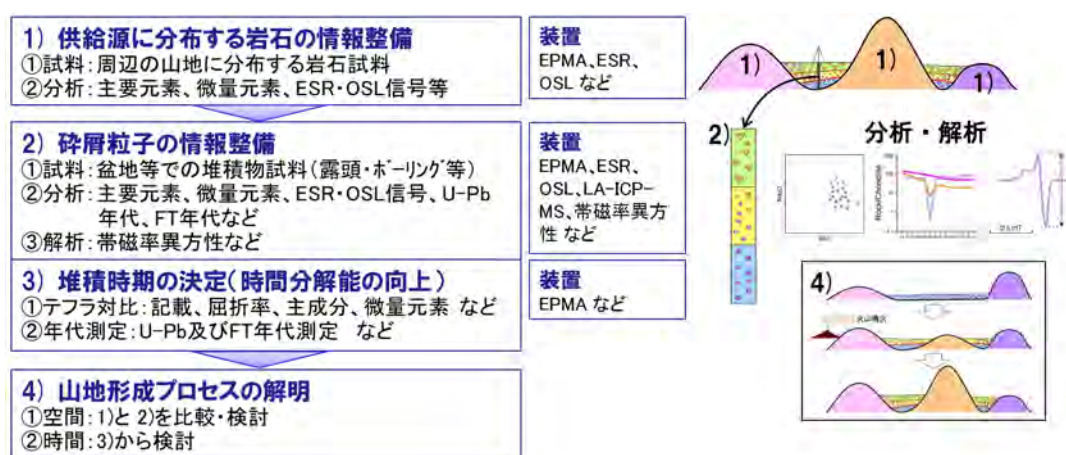 1) 供給源に分布する岩石の情報整備
①試料:周辺の山地に分布する岩石試料
②分析:主要元素、微量元素、ESR・OSL信号等
装置
EPMA、ESR、
OSL など
2) 砕屑粒子の情報整備
①試料:盆地等での堆積物試料(露頭・ボーリング等)
②分析:主要元素、微量元素、ESR・OSL信号、U-Pb
年代、FT年代など
③解析:帯磁率異方性など
装置
EPMA、ESR、
OSL、LA-ICP-
MS、帯磁率異方
性 など
3) 堆積時期の決定(時間分解能の向上)
①テフラ対比:記載、屈折率、主成分、微量元素 など
②年代測定:U-Pb及びFT年代測定 など
装置
EPMA など
4) 山地形成プロセスの解明
①空間:1)と 2)を比較・検討
②時間:3)から検討
1)
1)
1)
2)
分析・解析
Rock/Chondrite
4)